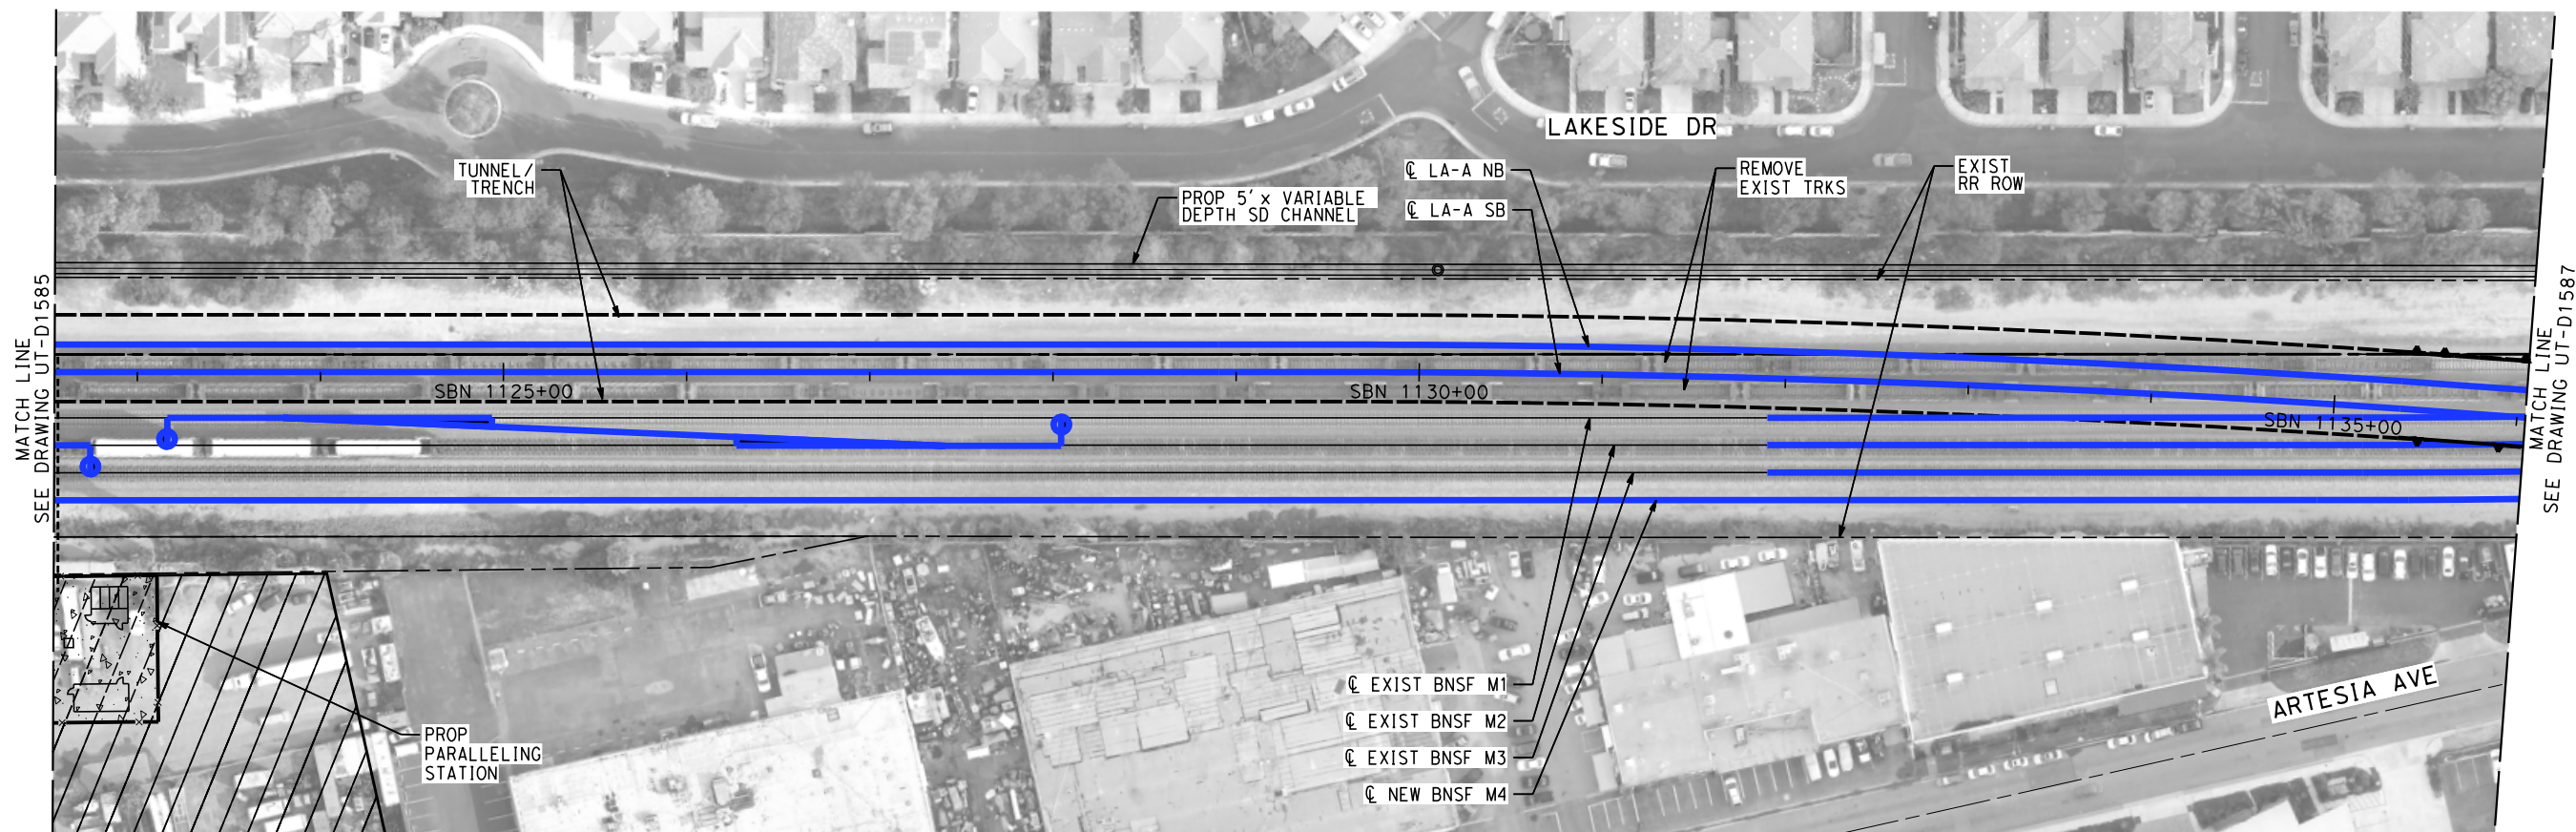 LAKESIDE DR
TUNNEL/
TRENCH
PROP 5' x VARIABLE
DEPTH SD CHANNEL
℄ LA-A NB
℄ LA-A SB
REMOVE
EXIST TRKS
EXIST
RR ROW
MATCH LINE
SEE DRAWING UT-D1585
MATCH LINE
SEE DRAWING UT-D1587
SBN 1125+00
SBN 1130+00
SBN 1135+00
℄ EXIST BNSF M1
℄ EXIST BNSF M2
℄ EXIST BNSF M3
℄ NEW BNSF M4
ARTESIA AVE
PROP
PARALLELING
STATION